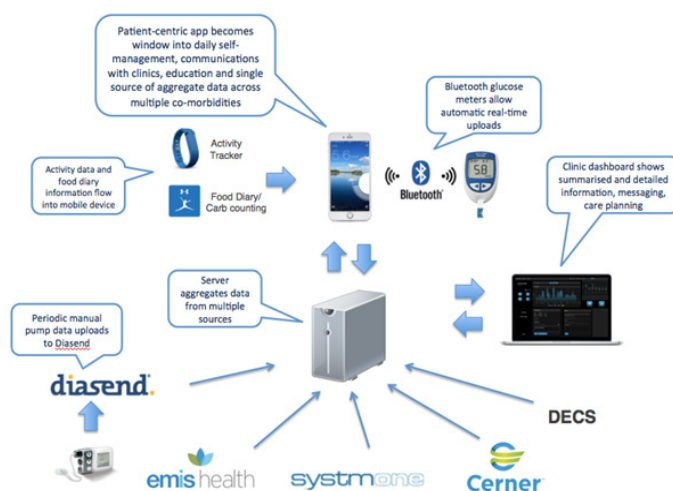 Patient-centric app becomes
window into daily self-
management, communications
with clinics, education and single
source of aggregate data across
multiple co-morbidities
Bluetooth glucose
meters allow
automatic real-time
uploads
Activity
Tracker
Activity data and
food diary
information flow
into mobile device
Food Diary/
Carb counting
Bluetooth
5.8
Clinic dashboard shows
summarised and detailed
information, messaging,
care planning
Server
aggregates data
from multiple
sources
Periodic manual
pump data uploads
to Diasend
diasend
DECS
emis health
systmone
Cerner